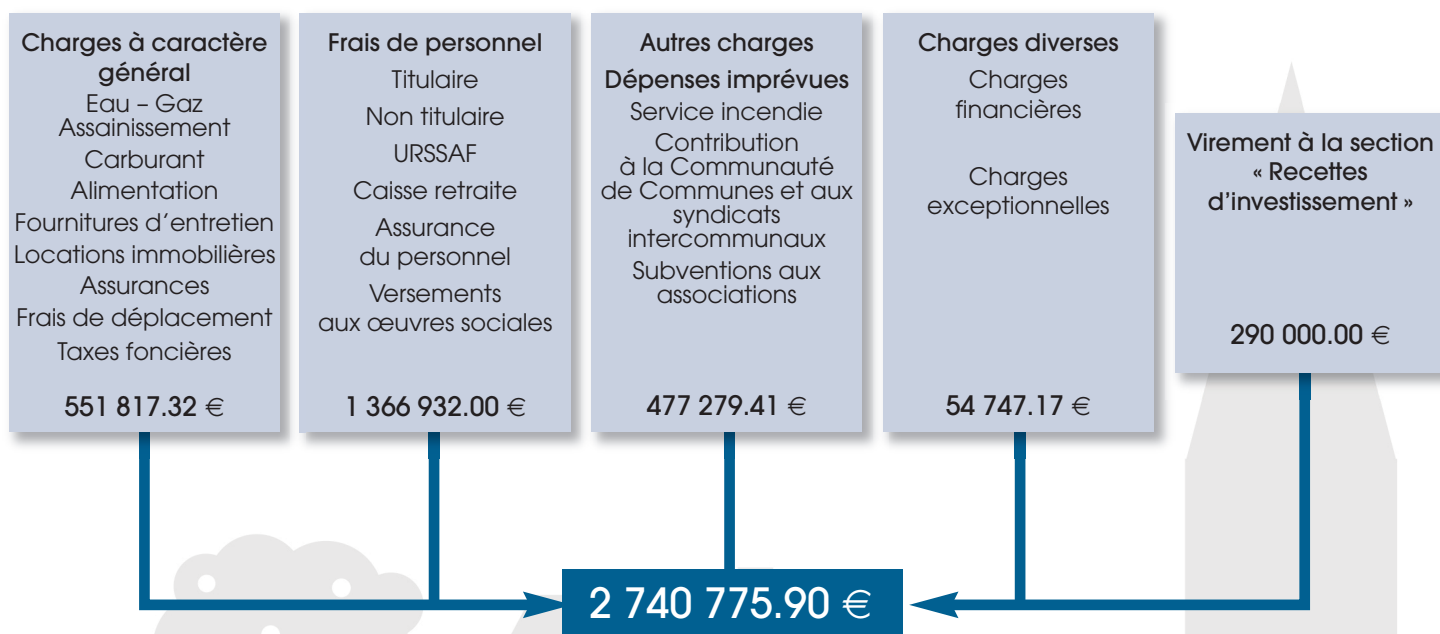 Charges à caractère
général
Eau – Gaz
Assainissement
Carburant
Alimentation
Fournitures d’entretien
Locations immobilières
Assurances
Frais de déplacement
Taxes foncières
551 817.32 €
Frais de personnel
Titulaire
Non titulaire
URSSAF
Caisse retraite
Assurance
du personnel
Versements
aux œuvres sociales
1 366 932.00 €
Autres charges
Dépenses imprévues
Service incendie
Contribution
à la Communauté
de Communes et aux
syndicats
intercommunaux
Subventions aux
associations
477 279.41 €
Charges diverses
Charges
financières
Charges
exceptionnelles
54 747.17 €
Virement à la section
« Recettes
d’investissement »
290 000.00 €
2 740 775.90 €